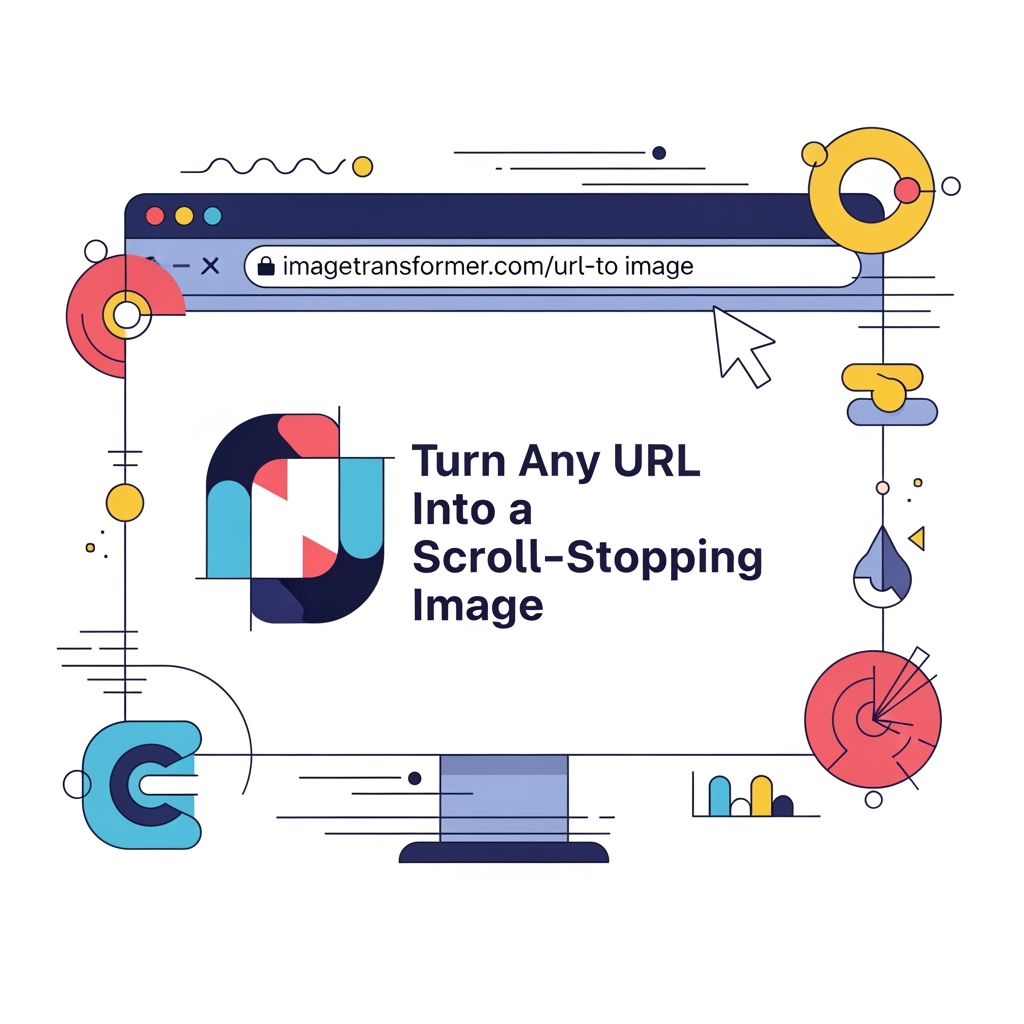 imagetransformer.com/url-to image
Turn Any URL
Into a
Scroll-Stopping
Image